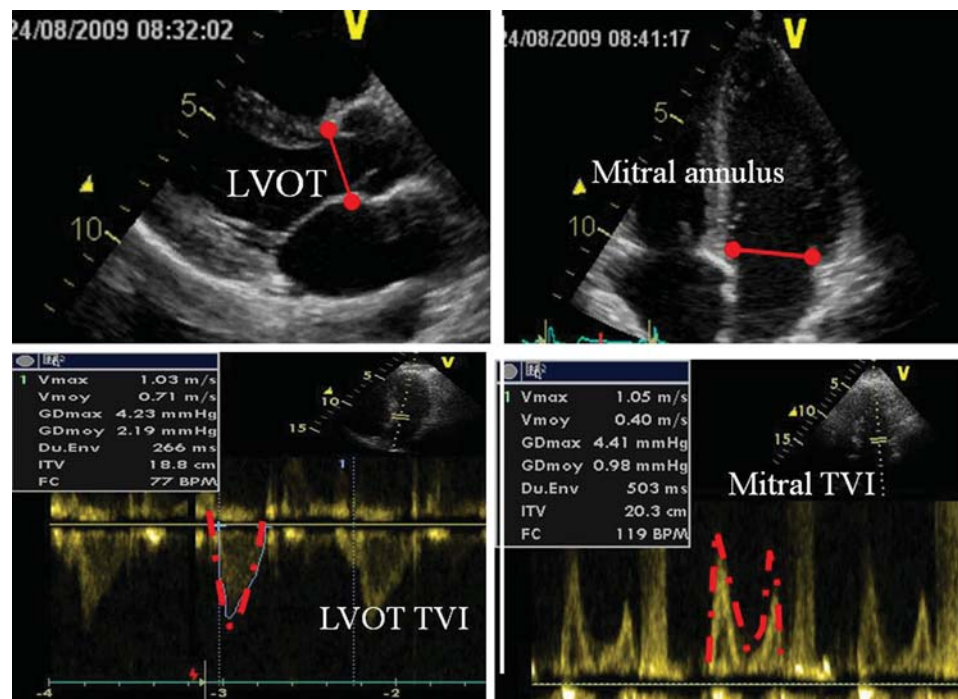 24/08/2009 08:32:02
V
5
10
LVOT
24/08/2009 08:41:17
V
5
10
Mitral annulus
1 Vmax 1.03 m/s
Vmoy 0.71 m/s
GDmax 4.23 mmHg
GDmoy 2.19 mmHg
Du.Env 266 ms
ITV 18.8 cm
FC 77 BPM
V
5
10
15
1
LVOT TVI
-4
-3
-2
1 Vmax 1.05 m/s
Vmoy 0.40 m/s
GDmax 4.41 mmHg
GDmoy 0.98 mmHg
Du.Env 503 ms
ITV 20.3 cm
FC 119 BPM
V
5
10
15
Mitral TVI